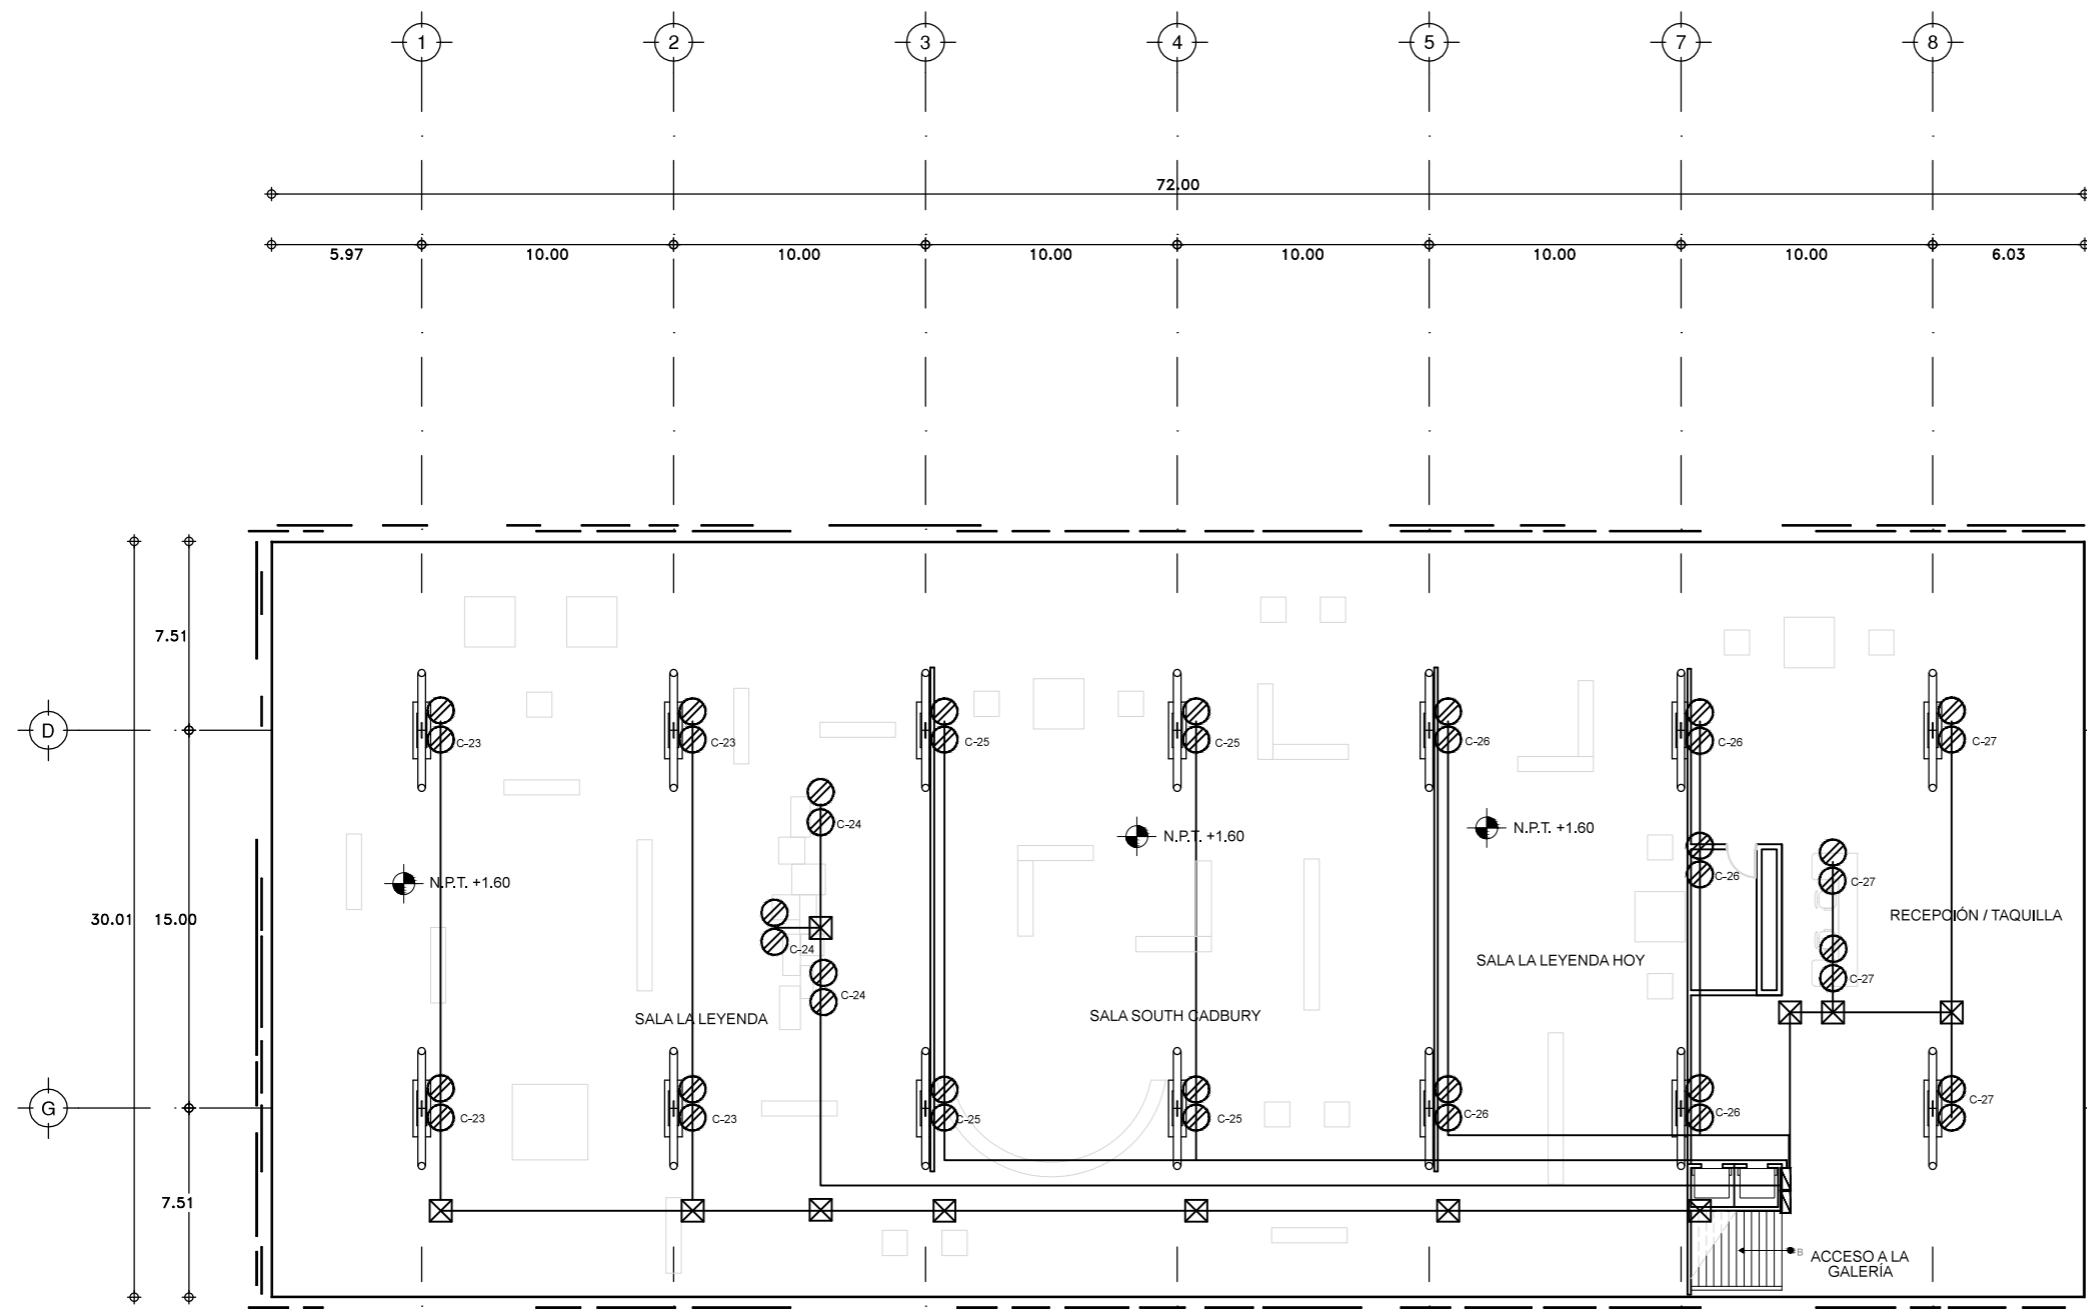 1 2 3 4 5 7 8
72.00
5.97 10.00 10.00 10.00 10.00 10.00 10.00 6.03
7.51
D
C-23 C-23 C-25 C-25 C-26 C-26 C-27
C-24
N.P.T. +1.60
N.P.T. +1.60
N.P.T. +1.60
C-26
C-27
30.01 15.00
RECEPCIÓN / TAQUILLA
C-24
SALA LA LEYENDA HOY
C-27
C-24
SALA LA LEYENDA
SALA SOUTH CADBURY
G
C-23 C-23 C-25 C-25 C-26 C-26 C-27
7.51
B
ACCESO A LA
GALERÍA